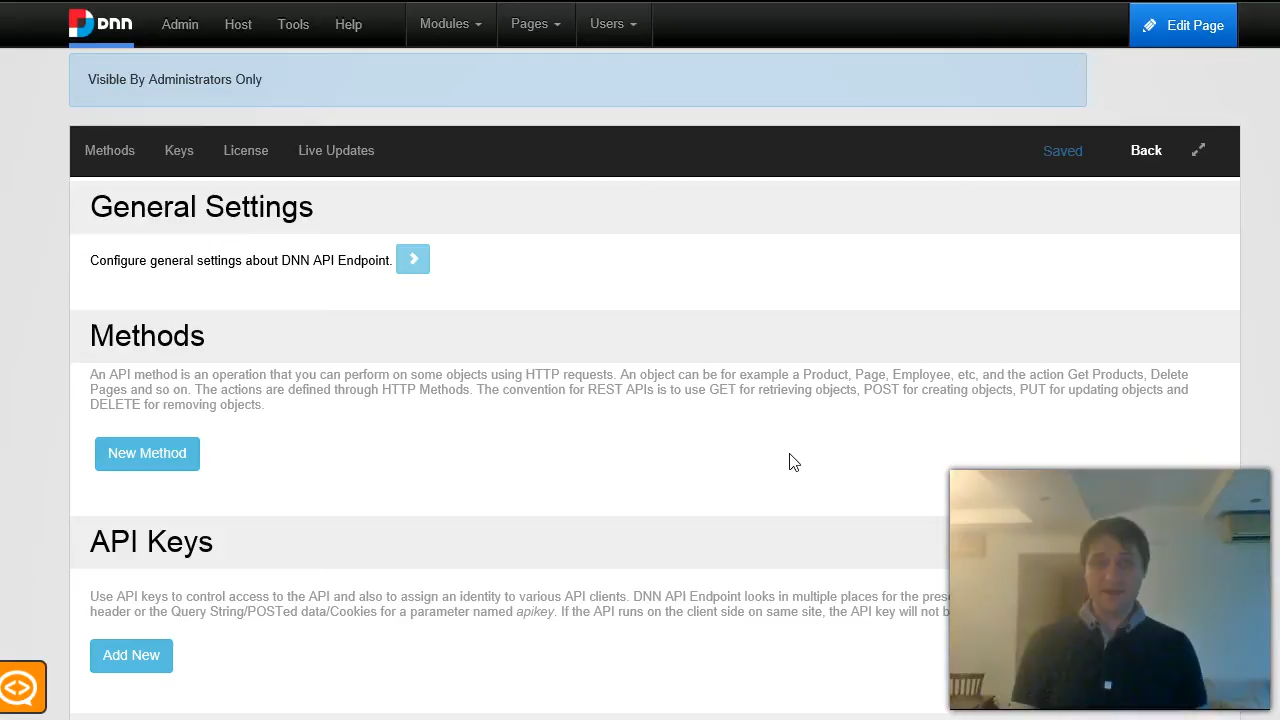 DNN Admin Host Tools Help Modules Pages Users Edit Page
Visible By Administrators Only
Methods Keys License Live Updates Saved Back
General Settings
Configure general settings about DNN API Endpoint.
Methods
An API method is an operation that you can perform on some objects using HTTP requests. An object can be for example a Product, Page, Employee, etc, and the action Get Products, Delete
Pages and so on. The actions are defined through HTTP Methods. The convention for REST APIs is to use GET for retrieving objects, POST for creating objects, PUT for updating objects and
DELETE for removing objects.
New Method
API Keys
Use API keys to control access to the API and also to assign an identity to various API clients. DNN API Endpoint looks in multiple places for the
header or the Query String/POSTed data/Cookies for a parameter named apikey. If the API runs on the client side on same site, the API key will not
Add New